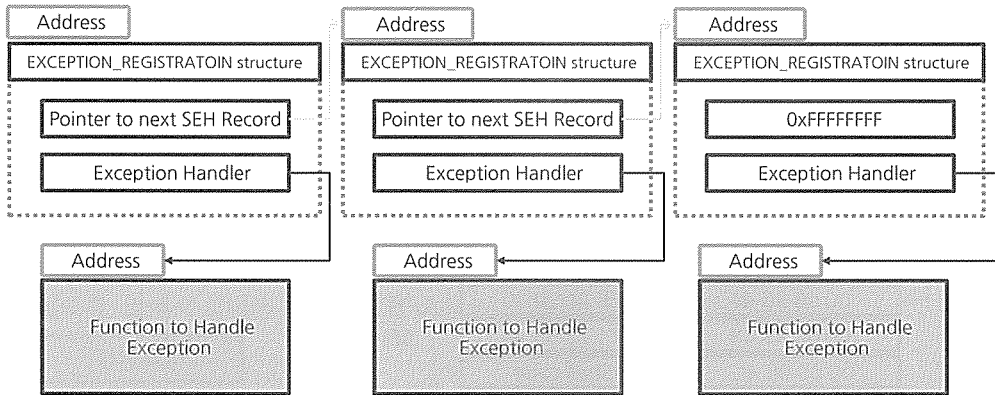 Address
EXCEPTION_REGISTRATOIN structure
Pointer to next SEH Record
Exception Handler
Address
Function to Handle
Exception
Address
EXCEPTION_REGISTRATOIN structure
Pointer to next SEH Record
Exception Handler
Address
Function to Handle
Exception
Address
EXCEPTION_REGISTRATOIN structure
0xFFFFFFFF
Exception Handler
Address
Function to Handle
Exception